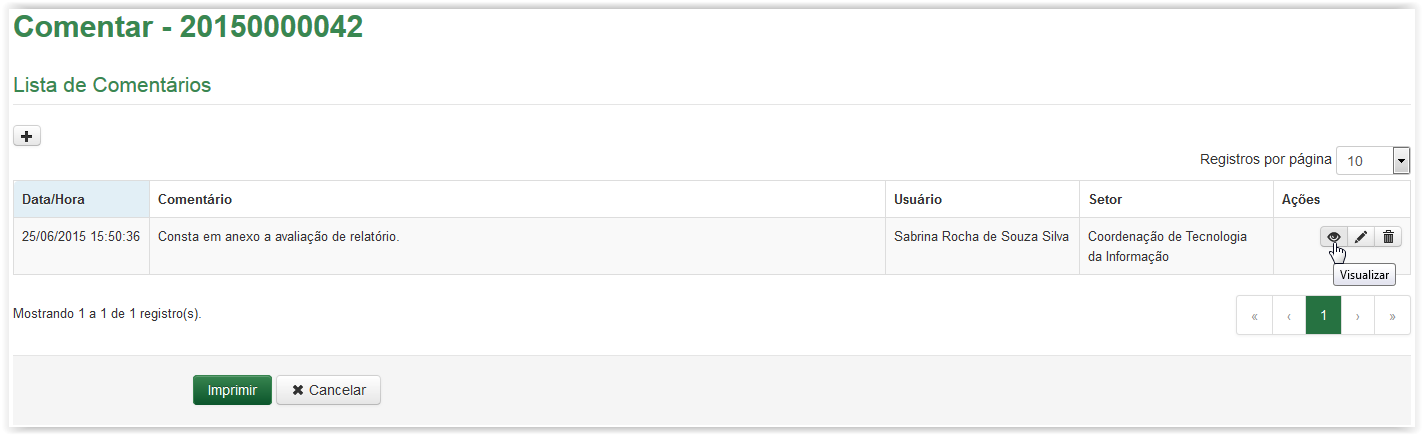 Comentar - 20150000042
Lista de Comentários
Registros por página 10
Data/Hora Comentário Usuário Setor Ações
25/06/2015 15:50:36 Consta em anexo a avaliação de relatório. Sabrina Rocha de Souza Silva Coordenação de Tecnologia
da Informação
Visualizar
Mostrando 1 a 1 de 1 registro(s).
« ‹ 1 › »
Imprimir Cancelar